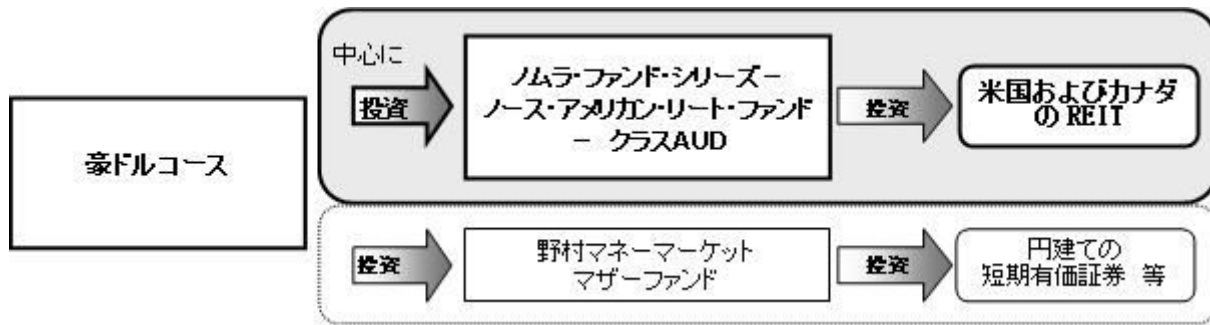 中心に
豪ドルコース
投資
ノムラ・ファンド・シリーズ－
ノース・アメリカン・リート・ファンド
－ クラスAUD
投資
米国およびカナダ
の REIT
投資
野村マネーマーケット
マザーファンド
投資
円建ての
短期有価証券 等